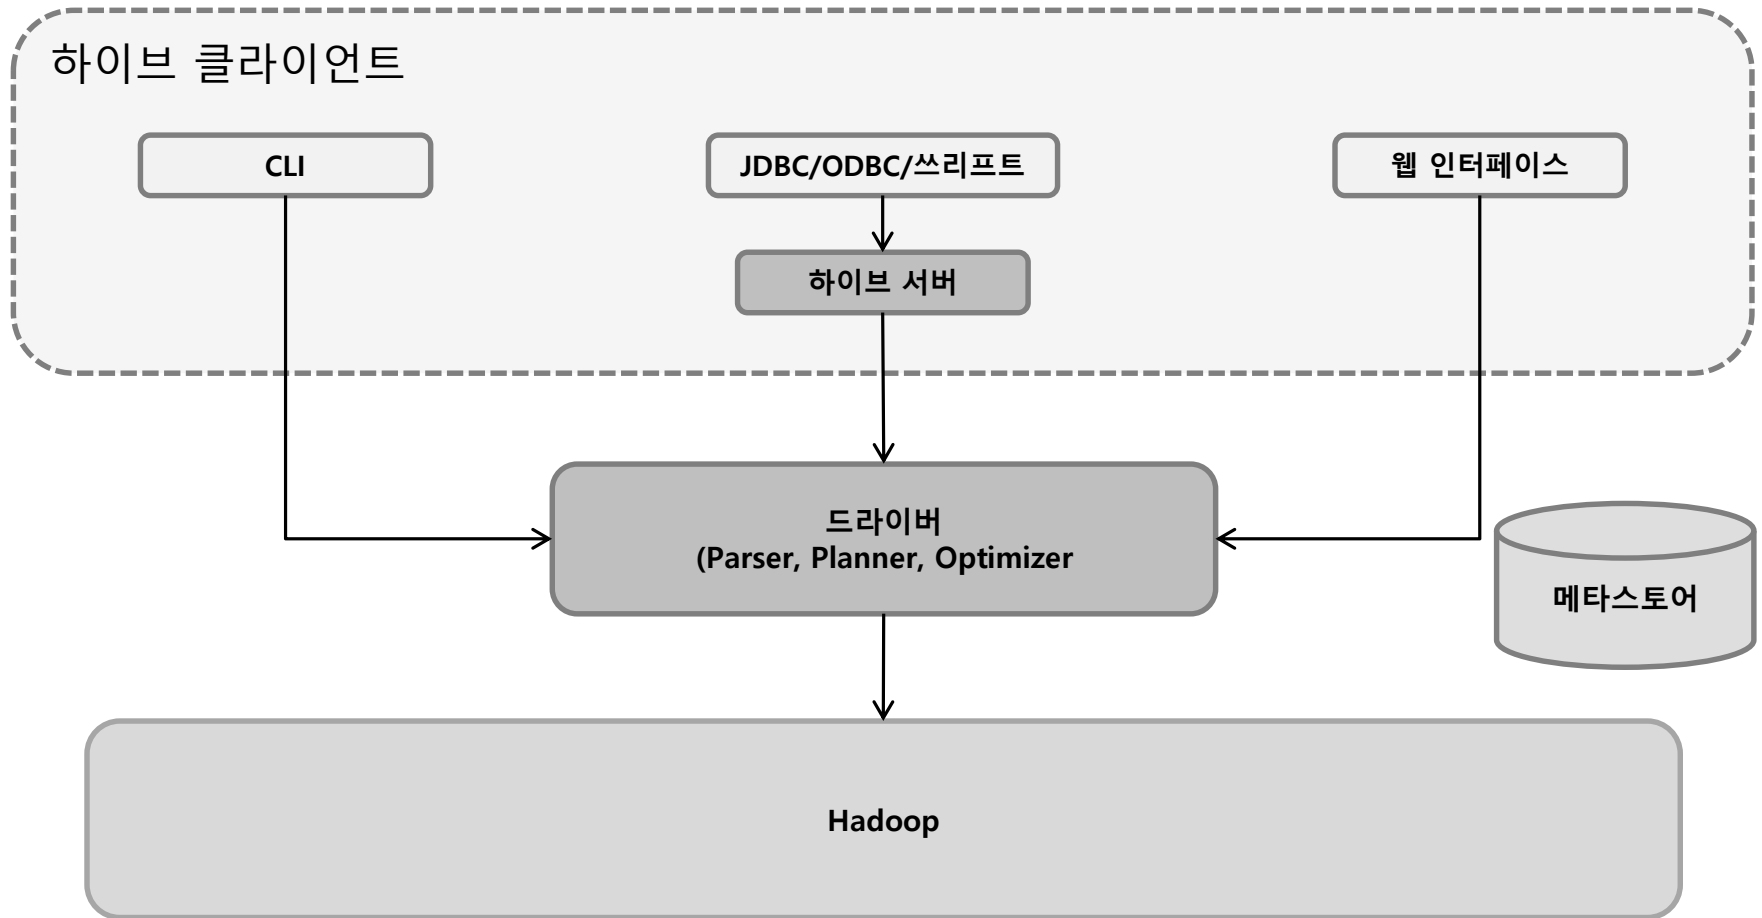 하이브 클라이언트
CLI
JDBC/ODBC/쓰리프트
웹 인터페이스
하이브 서버
드라이버
(Parser, Planner, Optimizer
메타스토어
Hadoop